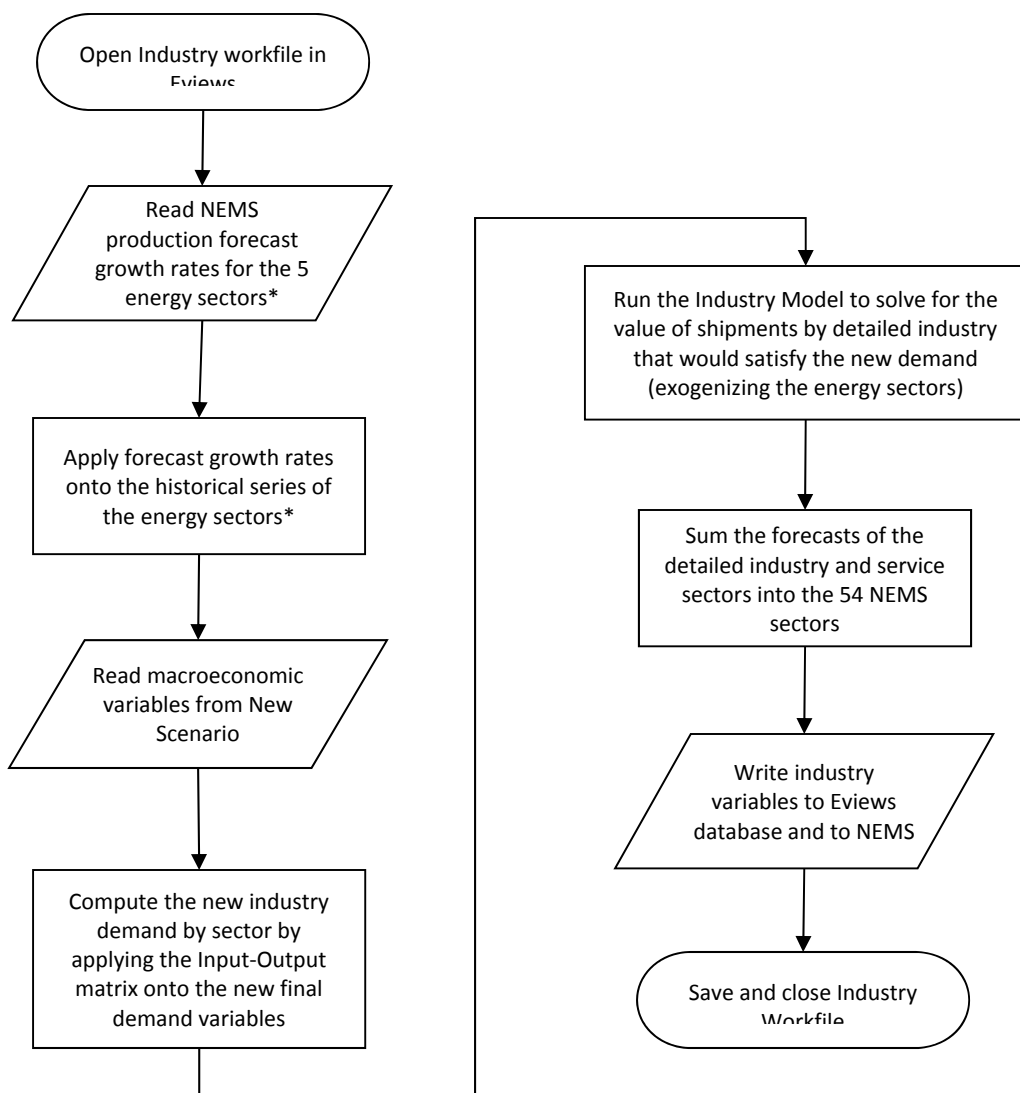 Open Industry workfile in
Eviews
Read NEMS
production forecast
growth rates for the 5
energy sectors*
Apply forecast growth rates
onto the historical series of
the energy sectors*
Read macroeconomic
variables from New
Scenario
Compute the new industry
demand by sector by
applying the Input-Output
matrix onto the new final
demand variables
Run the Industry Model to solve for the
value of shipments by detailed industry
that would satisfy the new demand
(exogenizing the energy sectors)
Sum the forecasts of the
detailed industry and service
sectors into the 54 NEMS
sectors
Write industry
variables to Eviews
database and to NEMS
Save and close Industry
Workfile